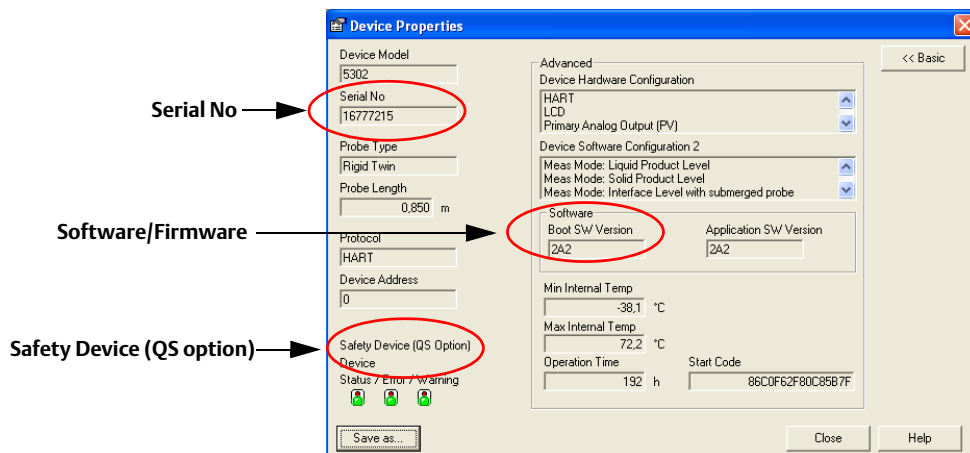 Device Properties
Device Model
5302
Serial No
16777215
Probe Type
Rigid Twin
Probe Length
0,850 m
Protocol
HART
Device Address
0
Safety Device (QS Option)
Device
Status / Error / Warning
Save as...
<< Basic
Advanced
Device Hardware Configuration
HART
LCD
Primary Analog Output (PV)
Device Software Configuration 2
Meas Mode: Liquid Product Level
Meas Mode: Solid Product Level
Meas Mode: Interface Level with submerged probe
Software
Boot SW Version
2A2
Application SW Version
2A2
Min Internal Temp
-38,1 °C
Max Internal Temp
72,2 °C
Operation Time
192 h
Start Code
86C0F62F80C85B7F
Close
Help
Serial No
Software/Firmware
Safety Device (QS option)